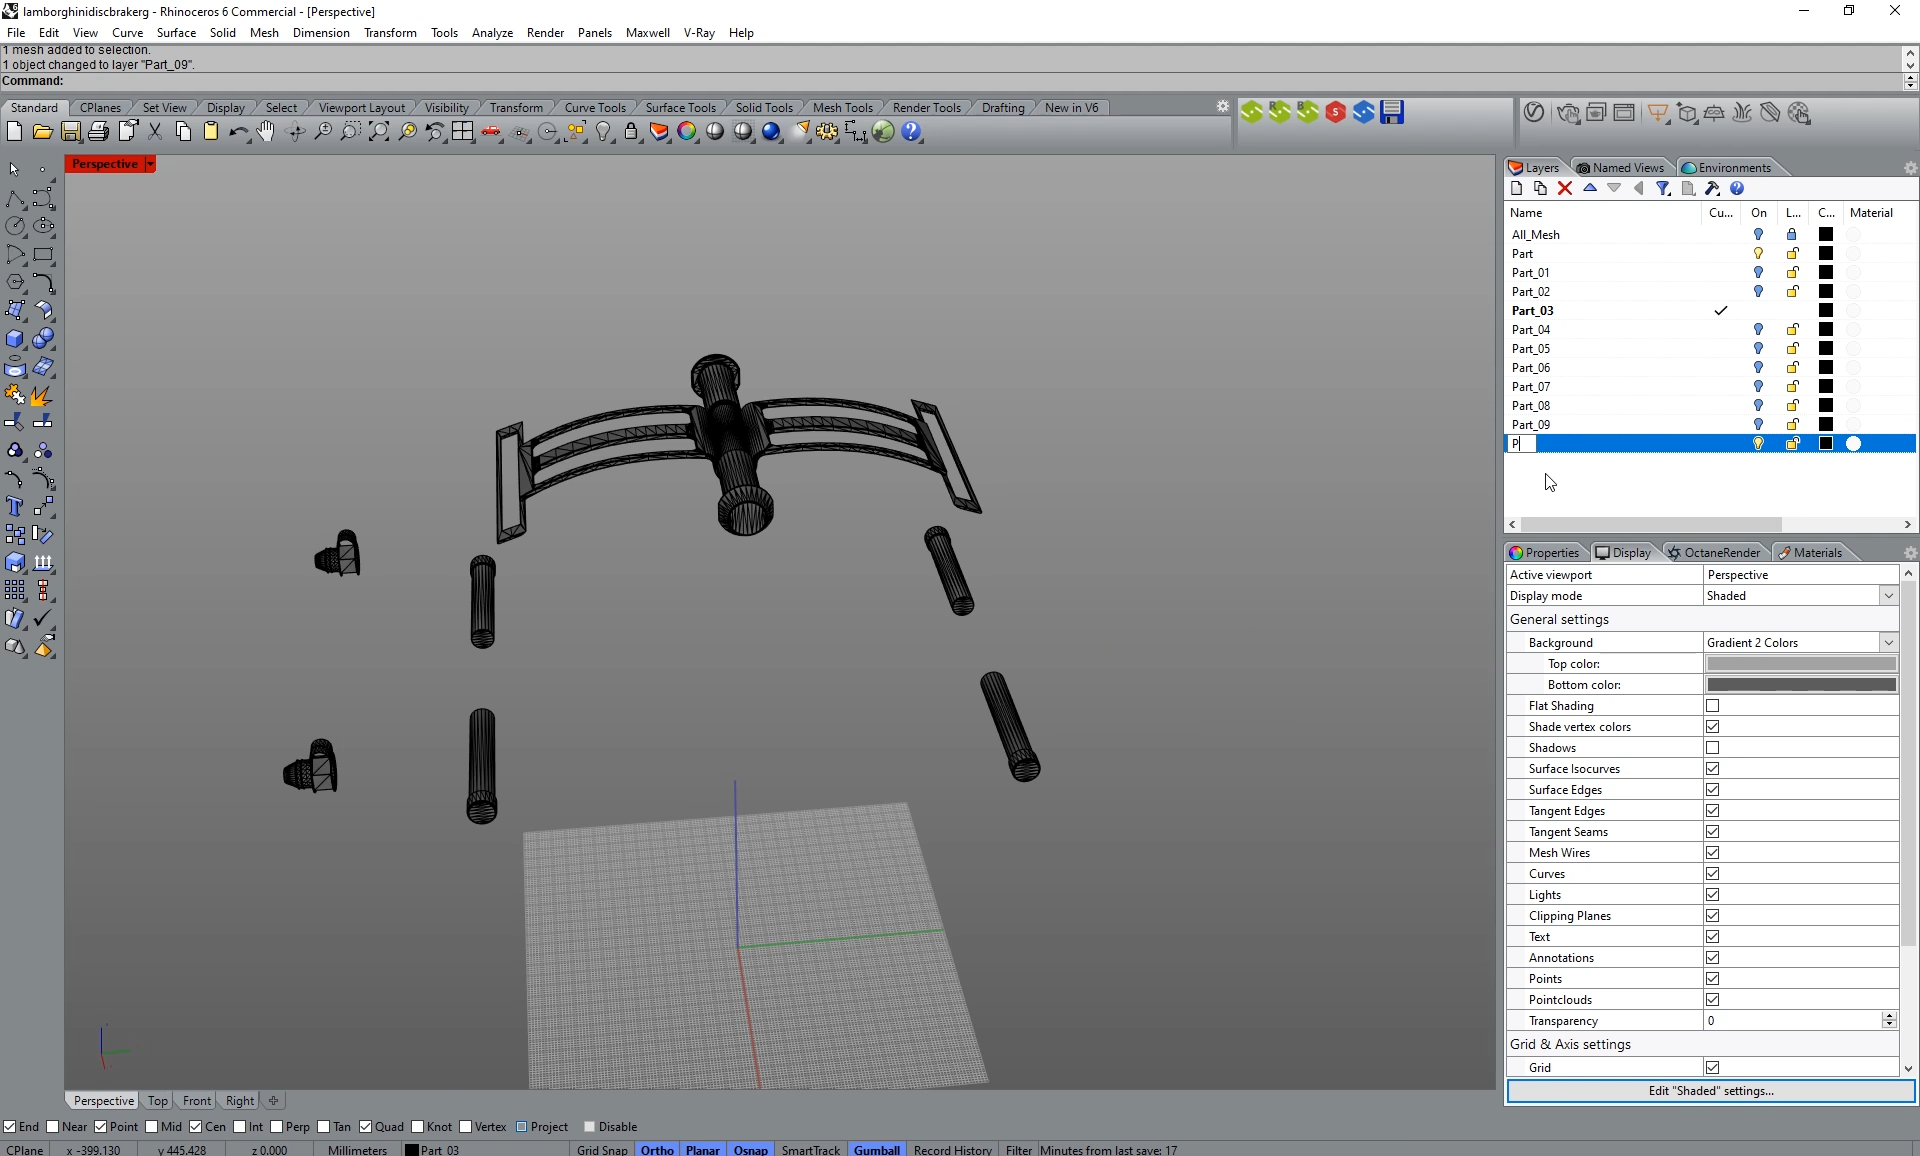 lamborghinidiscbrakerg - Rhinoceros 6 Commercial - [Perspective]
File Edit View Curve Surface Solid Mesh Dimension Transform Tools Analyze Render Panels Maxwell V-Ray Help
1 mesh added to selection.
1 object changed to layer "Part_09".
Command:
Standard CPlanes Set View Display Select Viewport Layout Visibility Transform Curve Tools Surface Tools Solid Tools Mesh Tools Render Tools Drafting New in V6
Perspective
Layers Named Views Environments
Name Cu... On L... C... Material
All_Mesh
Part
Part_01
Part_02
Part_03
Part_04
Part_05
Part_06
Part_07
Part_08
Part_09
P
Properties Display OctaneRender Materials
Active viewport Perspective
Display mode Shaded
General settings
Background Gradient 2 Colors
Top color:
Bottom color:
Flat Shading
Shade vertex colors
Shadows
Surface Isocurves
Surface Edges
Tangent Edges
Tangent Seams
Mesh Wires
Curves
Lights
Clipping Planes
Text
Annotations
Points
Pointclouds
Transparency 0
Grid & Axis settings
Grid
Edit "Shaded" settings...
Perspective Top Front Right
End Near Point Mid Cen Int Perp Tan Quad Knot Vertex Project Disable
CPlane x -399.130 y 445.428 z 0.000 Millimeters Part_03 Grid Snap Ortho Planar Osnap SmartTrack Gumball Record History Filter Minutes from last save: 17